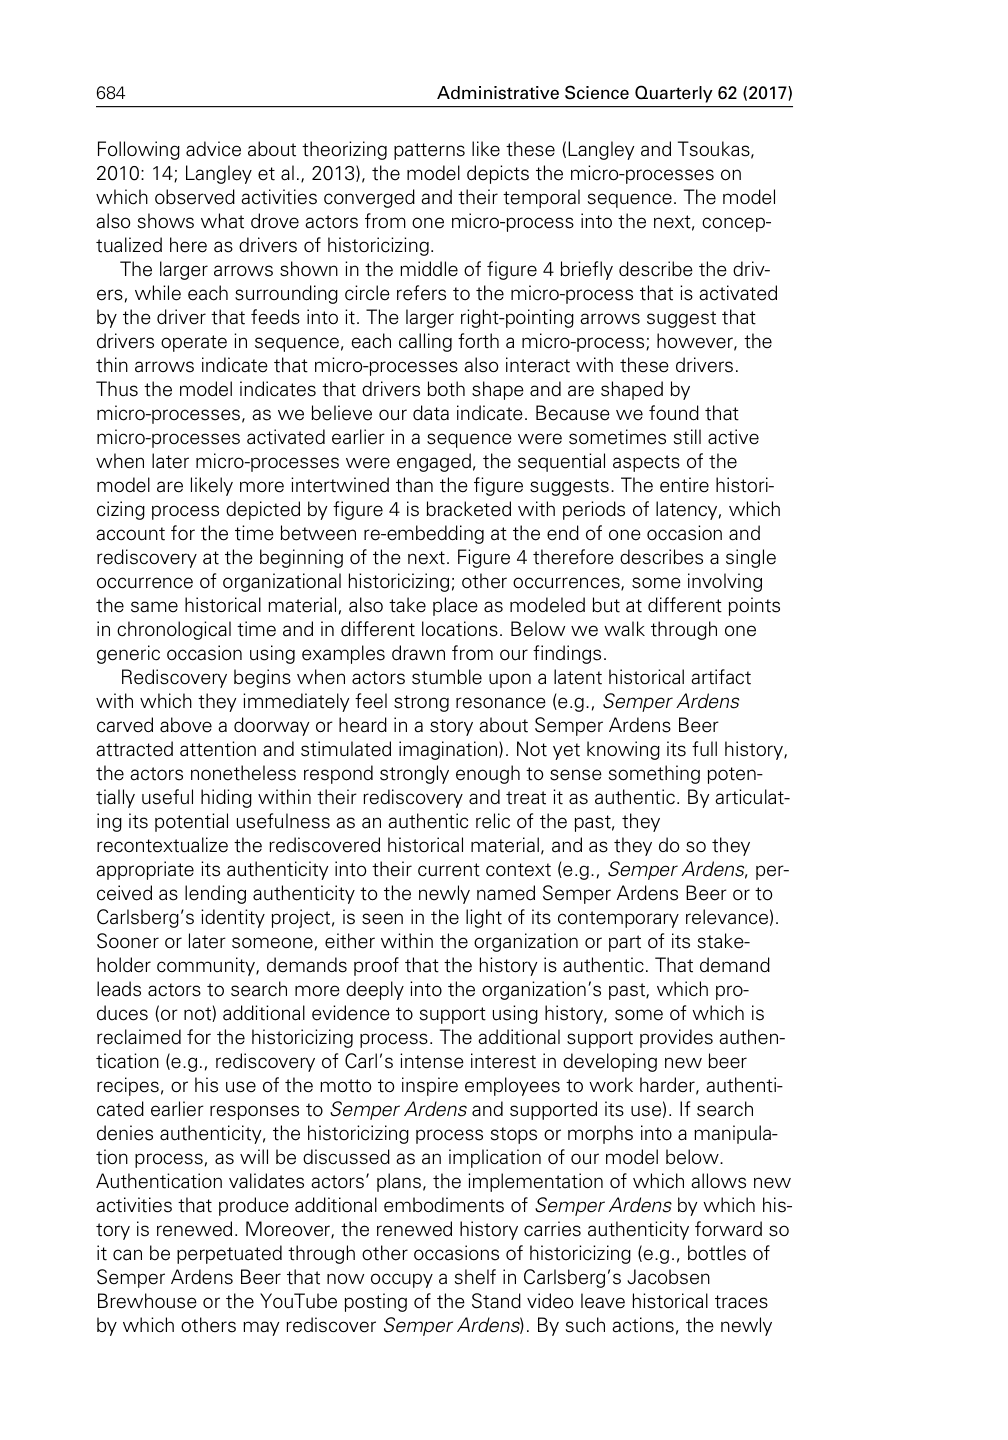 684
Administrative Science Quarterly 62 (2017)
Following advice about theorizing patterns like these (Langley and Tsoukas,
2010: 14; Langley et al., 2013), the model depicts the micro-processes on
which observed activities converged and their temporal sequence. The model
also shows what drove actors from one micro-process into the next, concep-
tualized here as drivers of historicizing.
The larger arrows shown in the middle of figure 4 briefly describe the driv-
ers, while each surrounding circle refers to the micro-process that is activated
by the driver that feeds into it. The larger right-pointing arrows suggest that
drivers operate in sequence, each calling forth a micro-process; however, the
thin arrows indicate that micro-processes also interact with these drivers.
Thus the model indicates that drivers both shape and are shaped by
micro-processes, as we believe our data indicate. Because we found that
micro-processes activated earlier in a sequence were sometimes still active
when later micro-processes were engaged, the sequential aspects of the
model are likely more intertwined than the figure suggests. The entire histori-
cizing process depicted by figure 4 is bracketed with periods of latency, which
account for the time between re-embedding at the end of one occasion and
rediscovery at the beginning of the next. Figure 4 therefore describes a single
occurrence of organizational historicizing; other occurrences, some involving
the same historical material, also take place as modeled but at different points
in chronological time and in different locations. Below we walk through one
generic occasion using examples drawn from our findings.
Rediscovery begins when actors stumble upon a latent historical artifact
with which they immediately feel strong resonance (e.g., Semper Ardens
carved above a doorway or heard in a story about Semper Ardens Beer
attracted attention and stimulated imagination). Not yet knowing its full history,
the actors nonetheless respond strongly enough to sense something poten-
tially useful hiding within their rediscovery and treat it as authentic. By articulat-
ing its potential usefulness as an authentic relic of the past, they
recontextualize the rediscovered historical material, and as they do so they
appropriate its authenticity into their current context (e.g., Semper Ardens, per-
ceived as lending authenticity to the newly named Semper Ardens Beer or to
Carlsberg's identity project, is seen in the light of its contemporary relevance).
Sooner or later someone, either within the organization or part of its stake-
holder community, demands proof that the history is authentic. That demand
leads actors to search more deeply into the organization's past, which pro-
duces (or not) additional evidence to support using history, some of which is
reclaimed for the historicizing process. The additional support provides authen-
tication (e.g., rediscovery of Carl's intense interest in developing new beer
recipes, or his use of the motto to inspire employees to work harder, authenti-
cated earlier responses to Semper Ardens and supported its use). If search
denies authenticity, the historicizing process stops or morphs into a manipula-
tion process, as will be discussed as an implication of our model below.
Authentication validates actors' plans, the implementation of which allows new
activities that produce additional embodiments of Semper Ardens by which his-
tory is renewed. Moreover, the renewed history carries authenticity forward so
it can be perpetuated through other occasions of historicizing (e.g., bottles of
Semper Ardens Beer that now occupy a shelf in Carlsberg's Jacobsen
Brewhouse or the YouTube posting of the Stand video leave historical traces
by which others may rediscover Semper Ardens). By such actions, the newly